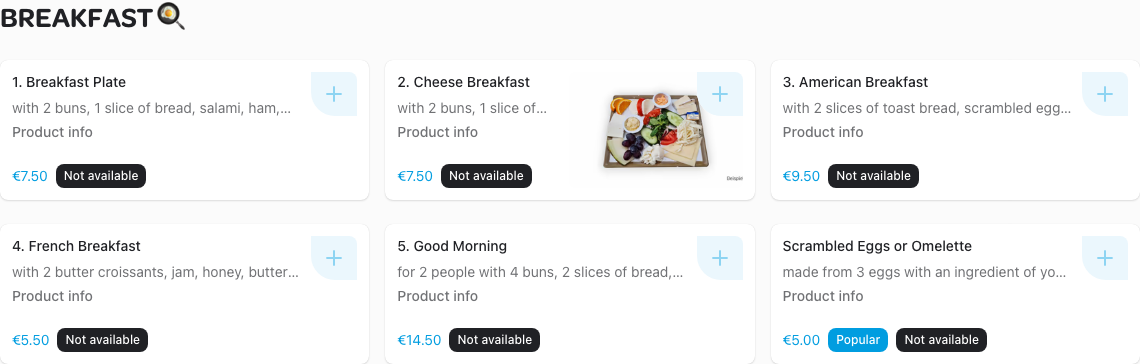 BREAKFAST
1. Breakfast Plate
with 2 buns, 1 slice of bread, salami, ham,...
Product info
€7.50 Not available
2. Cheese Breakfast
with 2 buns, 1 slice of...
Product info
€7.50 Not available
Beispiel
3. American Breakfast
with 2 slices of toast bread, scrambled egg...
Product info
€9.50 Not available
4. French Breakfast
with 2 butter croissants, jam, honey, butter...
Product info
€5.50 Not available
5. Good Morning
for 2 people with 4 buns, 2 slices of bread,...
Product info
€14.50 Not available
Scrambled Eggs or Omelette
made from 3 eggs with an ingredient of yo...
Product info
€5.00 Popular Not available